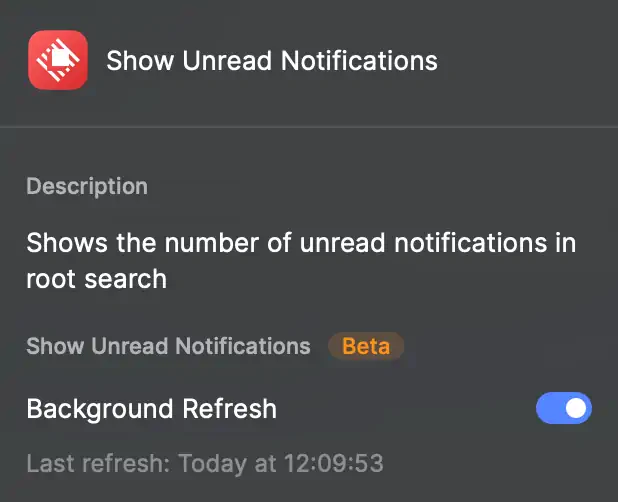 Show Unread Notifications
Description
Shows the number of unread notifications in
root search
Show Unread Notifications Beta
Background Refresh
Last refresh: Today at 12:09:53